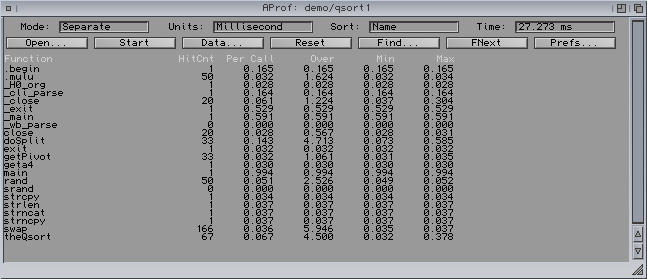 AProf: demo/qsort1
Mode: Separate Units: Millisecond Sort: Name Time: 27.273 ms
Open... Start Data... Reset Find... FNext Prefs...
Function HitCnt Per Call Over Min Max
.begin 1 0.165 0.165 0.165 0.165
.mulu 50 0.032 1.624 0.032 0.034
_H0_org 1 0.028 0.028 0.028 0.028
_cli_parse 1 0.164 0.164 0.164 0.164
_close 20 0.061 1.224 0.037 0.304
_exit 1 0.529 0.529 0.529 0.529
_main 1 0.591 0.591 0.591 0.591
_wb_parse 0 0.000 0.000 0.000 0.000
close 20 0.028 0.567 0.028 0.031
doSplit 33 0.143 4.713 0.073 0.585
exit 1 0.032 0.032 0.032 0.032
getPivot 33 0.032 1.061 0.031 0.035
geta4 1 0.030 0.030 0.030 0.030
main 1 0.994 0.994 0.994 0.994
rand 50 0.051 2.526 0.049 0.052
srand 0 0.000 0.000 0.000 0.000
strcpy 1 0.034 0.034 0.034 0.034
strlen 1 0.037 0.037 0.037 0.037
strncat 1 0.037 0.037 0.037 0.037
strncpy 1 0.037 0.037 0.037 0.037
swap 166 0.036 5.946 0.035 0.037
theQsort 67 0.067 4.500 0.032 0.378